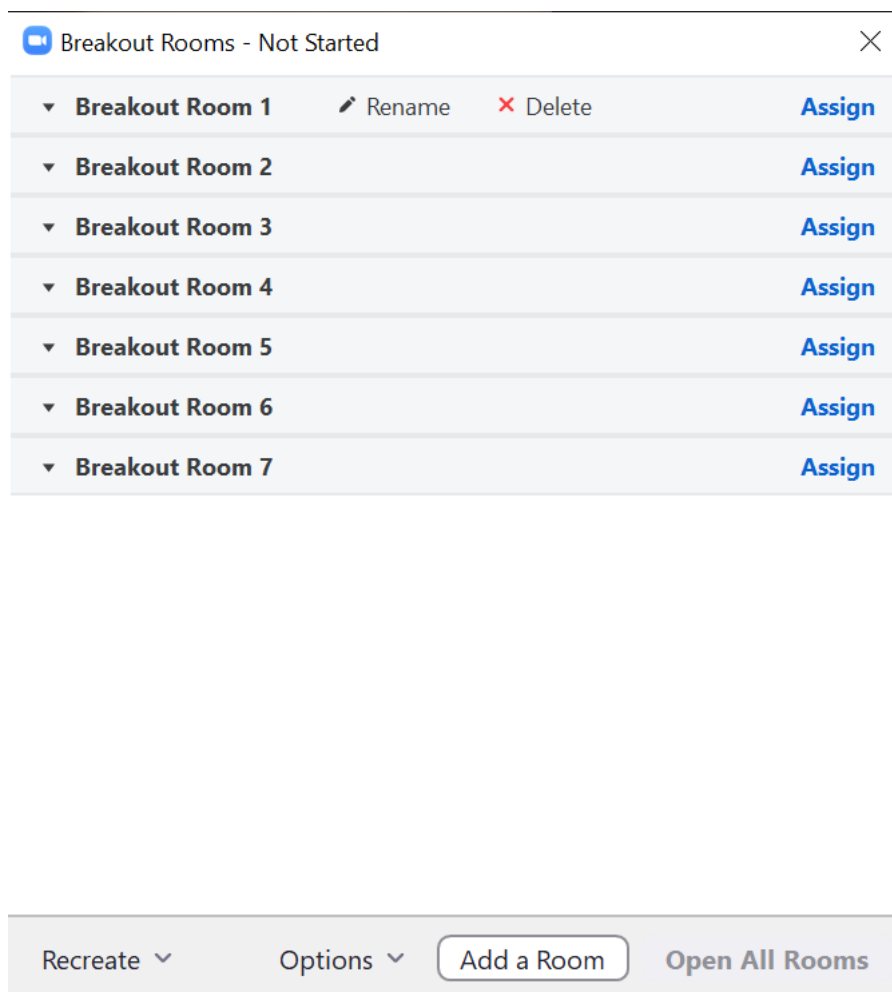 Breakout Rooms - Not Started
Breakout Room 1 Rename Delete Assign
Breakout Room 2 Assign
Breakout Room 3 Assign
Breakout Room 4 Assign
Breakout Room 5 Assign
Breakout Room 6 Assign
Breakout Room 7 Assign
Recreate Options Add a Room Open All Rooms